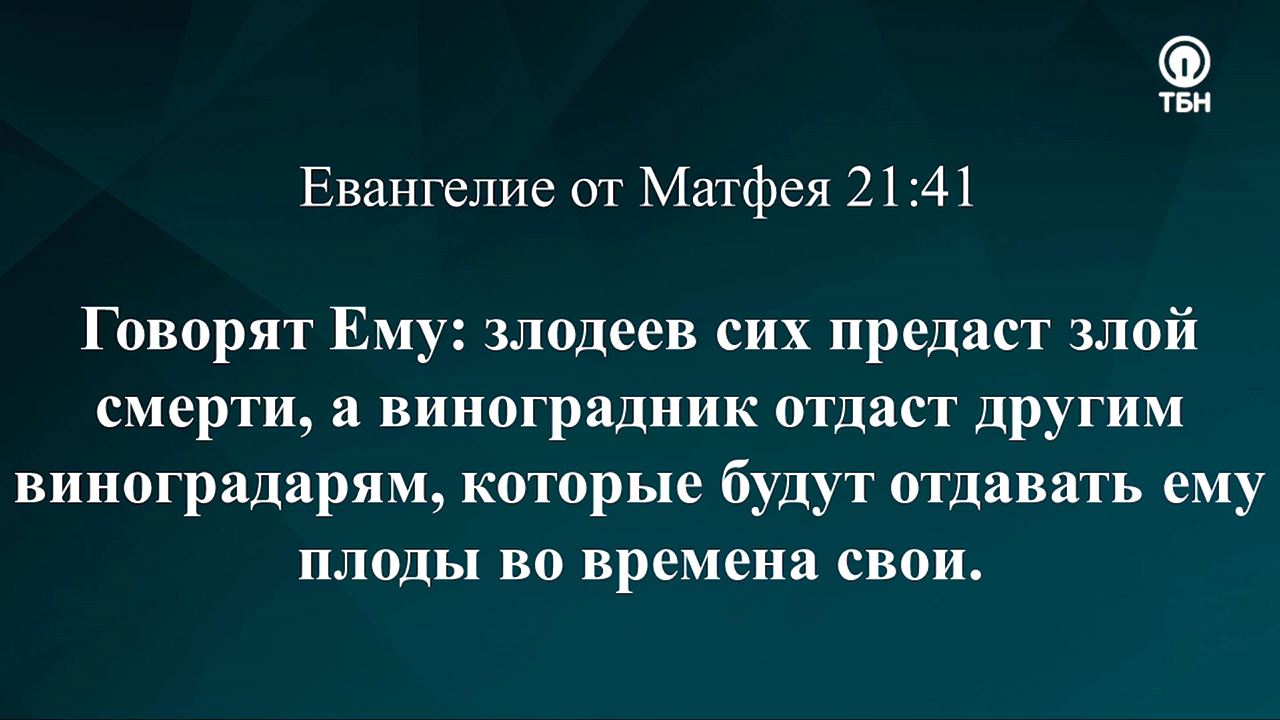 ТБН
Евангелие от Матфея 21:41
Говорят Ему: злодеев сих предаст злой
смерти, а виноградник отдаст другим
виноградарям, которые будут отдавать ему
плоды во времена свои.